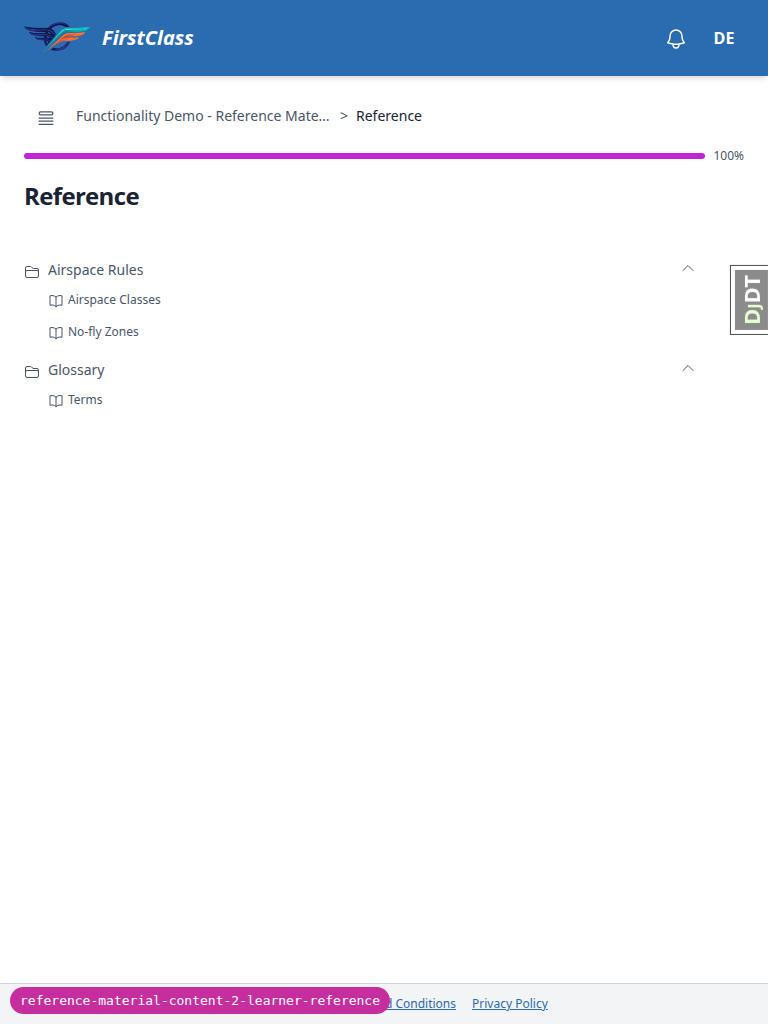 FirstClass
DE
Functionality Demo - Reference Mate... > Reference
100%
Reference
Airspace Rules
Airspace Classes
No-fly Zones
DjDT
Glossary
Terms
reference-material-content-2-learner-reference
Conditions
Privacy Policy